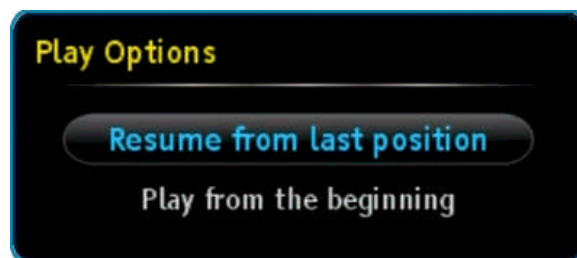 Play Options
Resume from last position
Play from the beginning